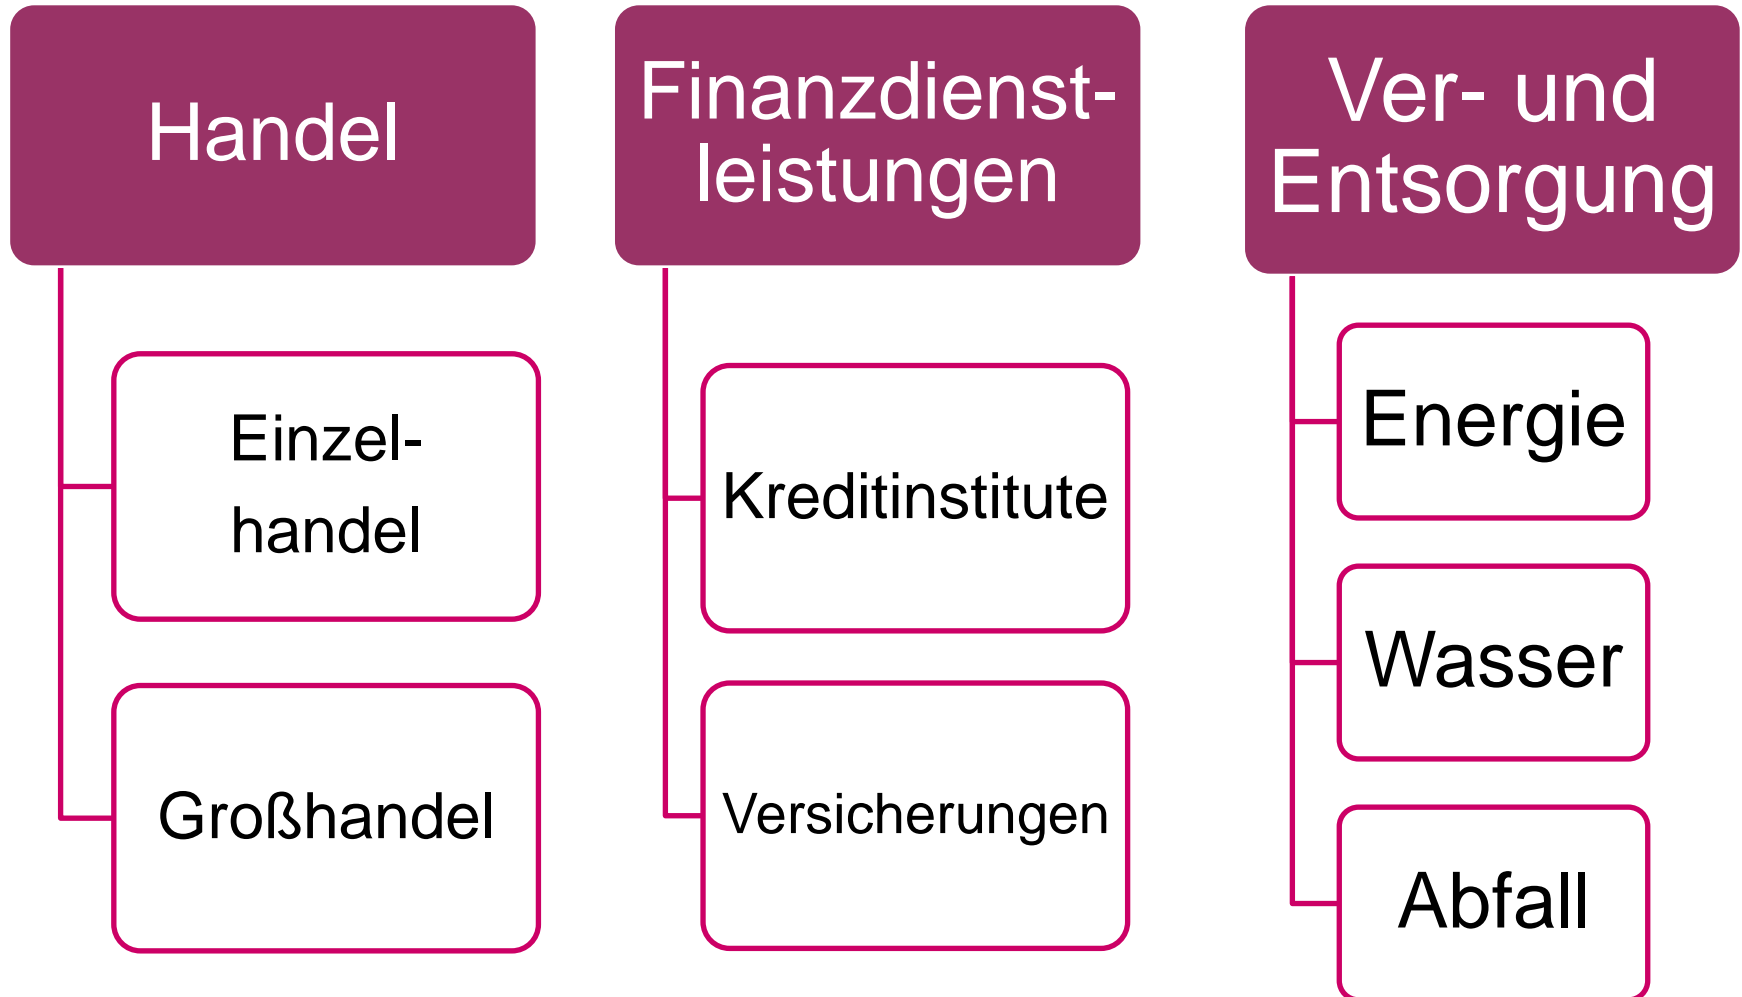 Handel
Einzel-
handel
Großhandel
Finanzdienst-
leistungen
Kreditinstitute
Versicherungen
Ver- und
Entsorgung
Energie
Wasser
Abfall